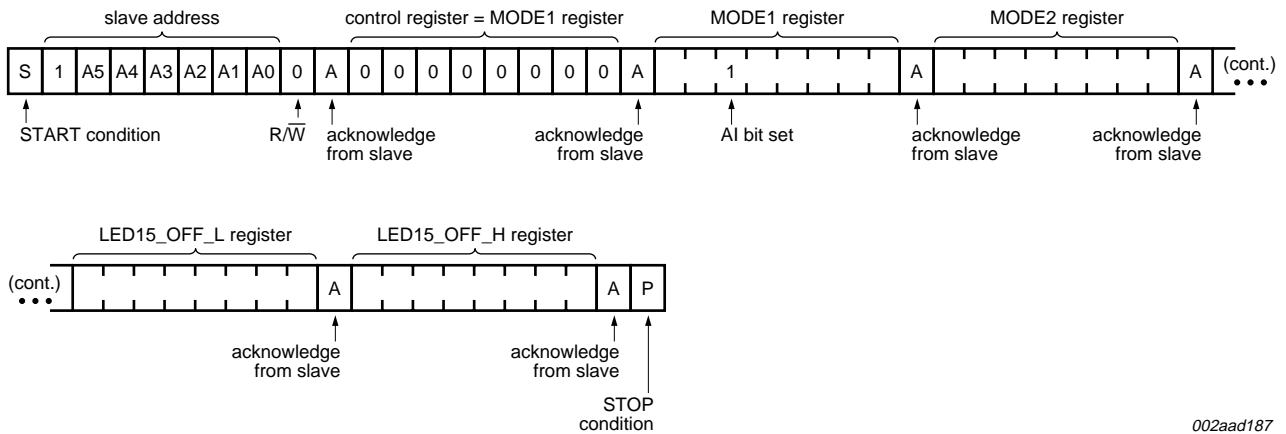 slave address
control register = MODE1 register
MODE1 register
MODE2 register
S 1 A5 A4 A3 A2 A1 A0 0 A 0 0 0 0 0 0 0 0 A 1 A A (cont.)
START condition
R/W̅
acknowledge
from slave
acknowledge
from slave
AI bit set
acknowledge
from slave
acknowledge
from slave
LED15_OFF_L register
LED15_OFF_H register
(cont.) A A P
acknowledge
from slave
acknowledge
from slave
STOP
condition
002aad187